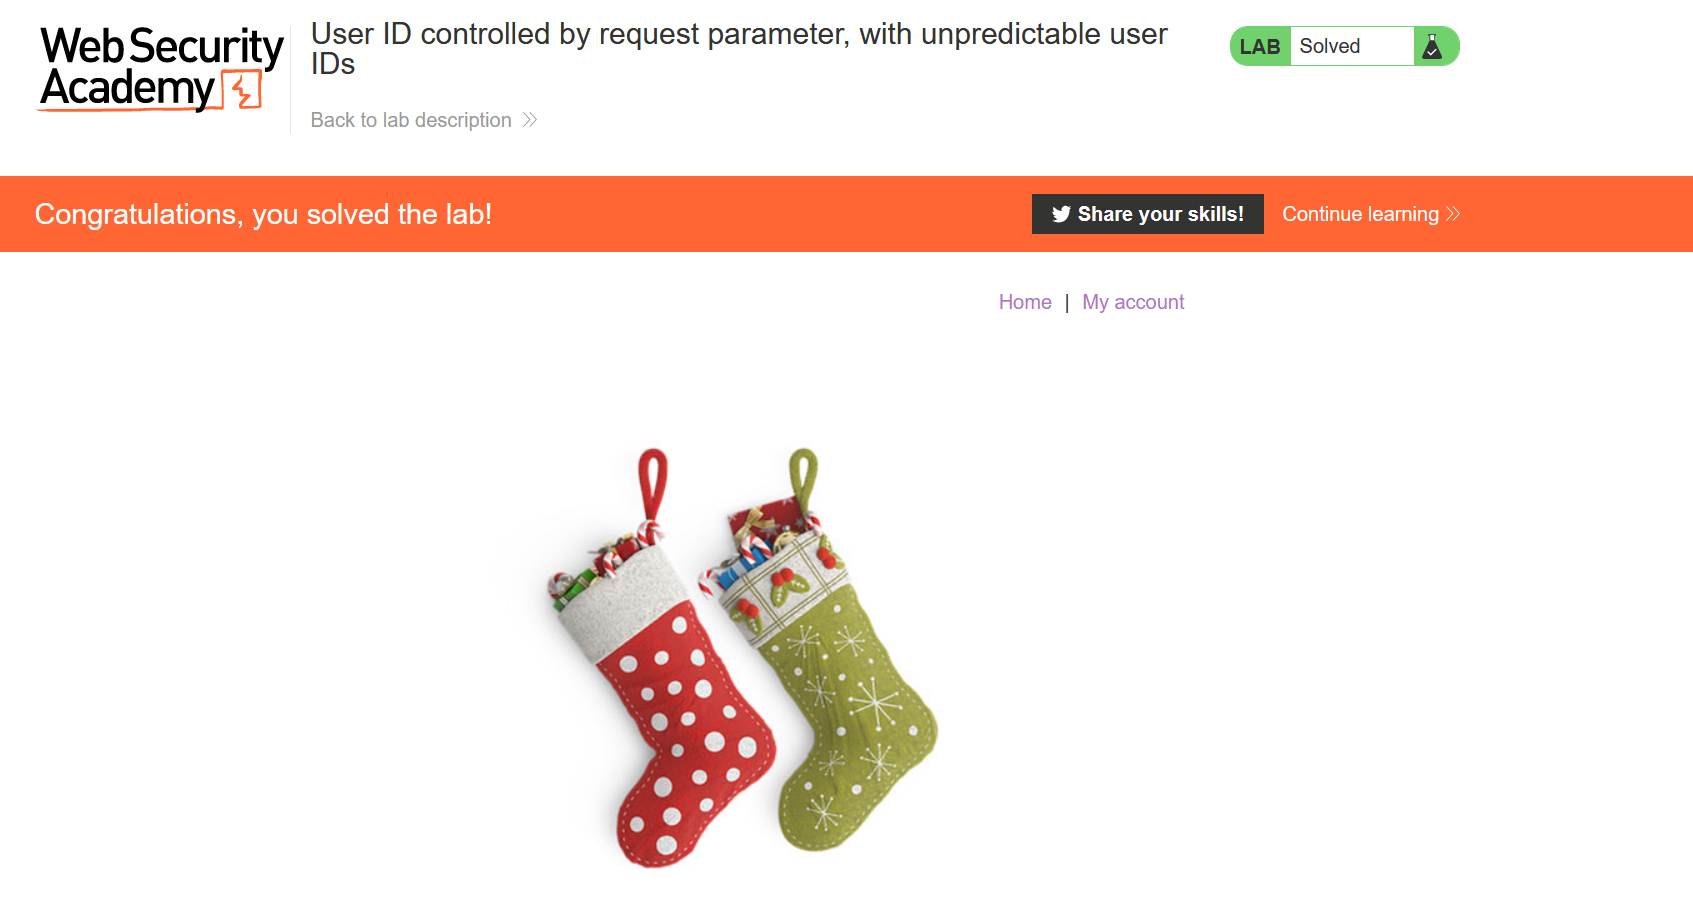 Web Security
Academy
User ID controlled by request parameter, with unpredictable user
IDs
Back to lab description
LAB Solved
Congratulations, you solved the lab!
Share your skills!
Continue learning
Home | My account